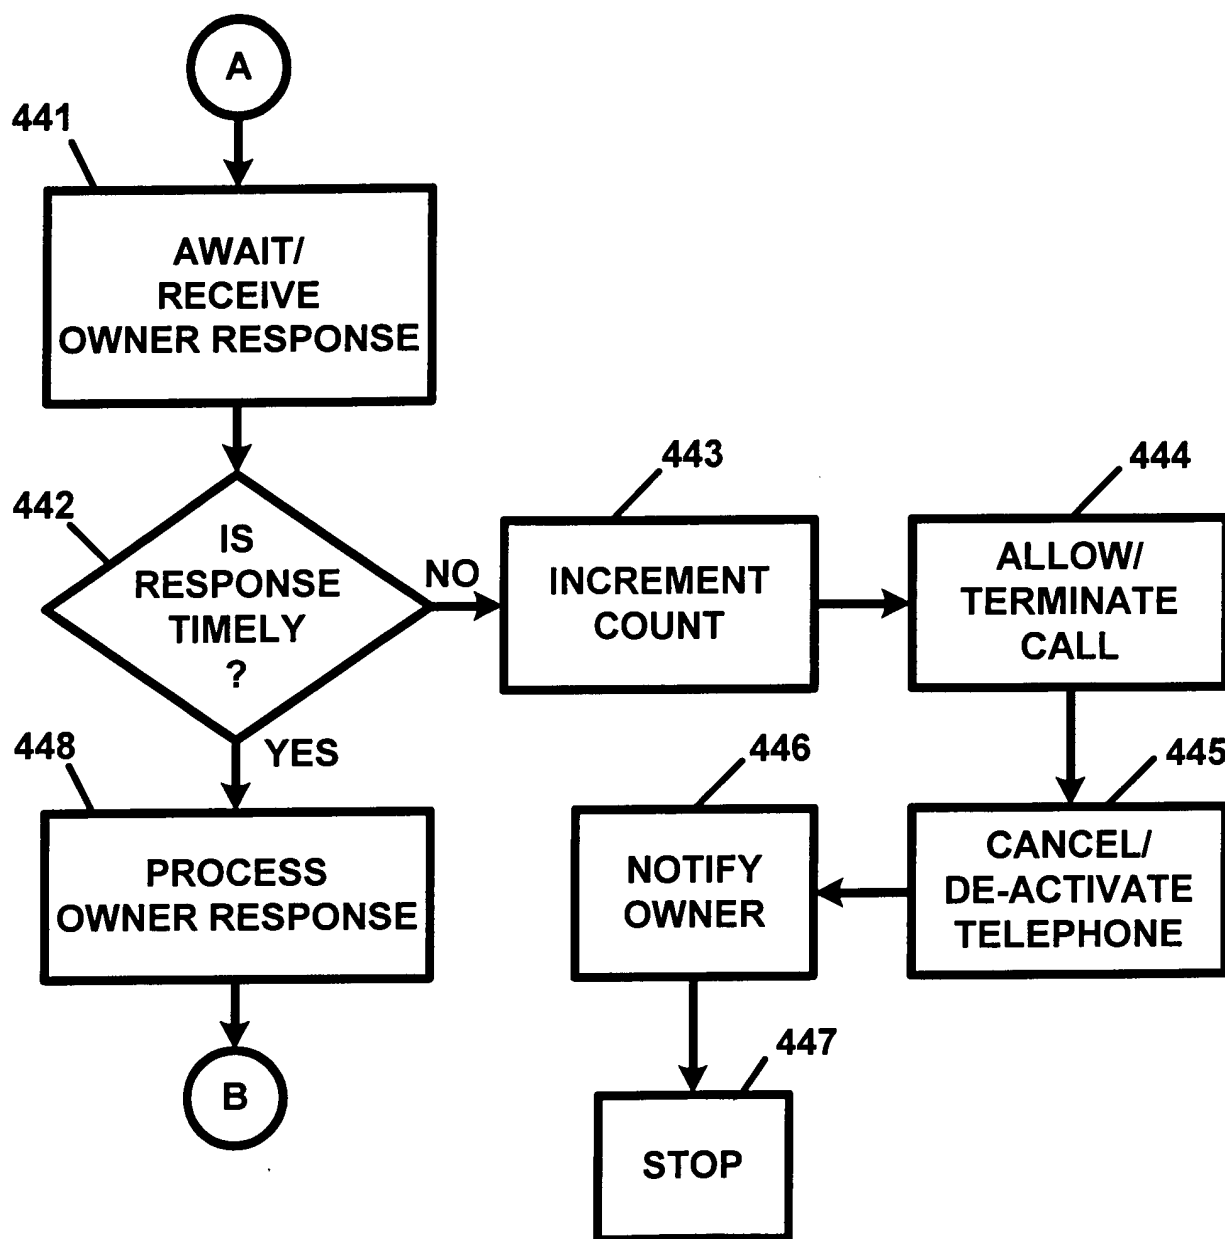 A
441
AWAIT/
RECEIVE
OWNER RESPONSE
442
IS
RESPONSE
TIMELY
?
NO
443
INCREMENT
COUNT
444
ALLOW/
TERMINATE
CALL
YES
448
PROCESS
OWNER RESPONSE
446
NOTIFY
OWNER
445
CANCEL/
DE-ACTIVATE
TELEPHONE
B
447
STOP